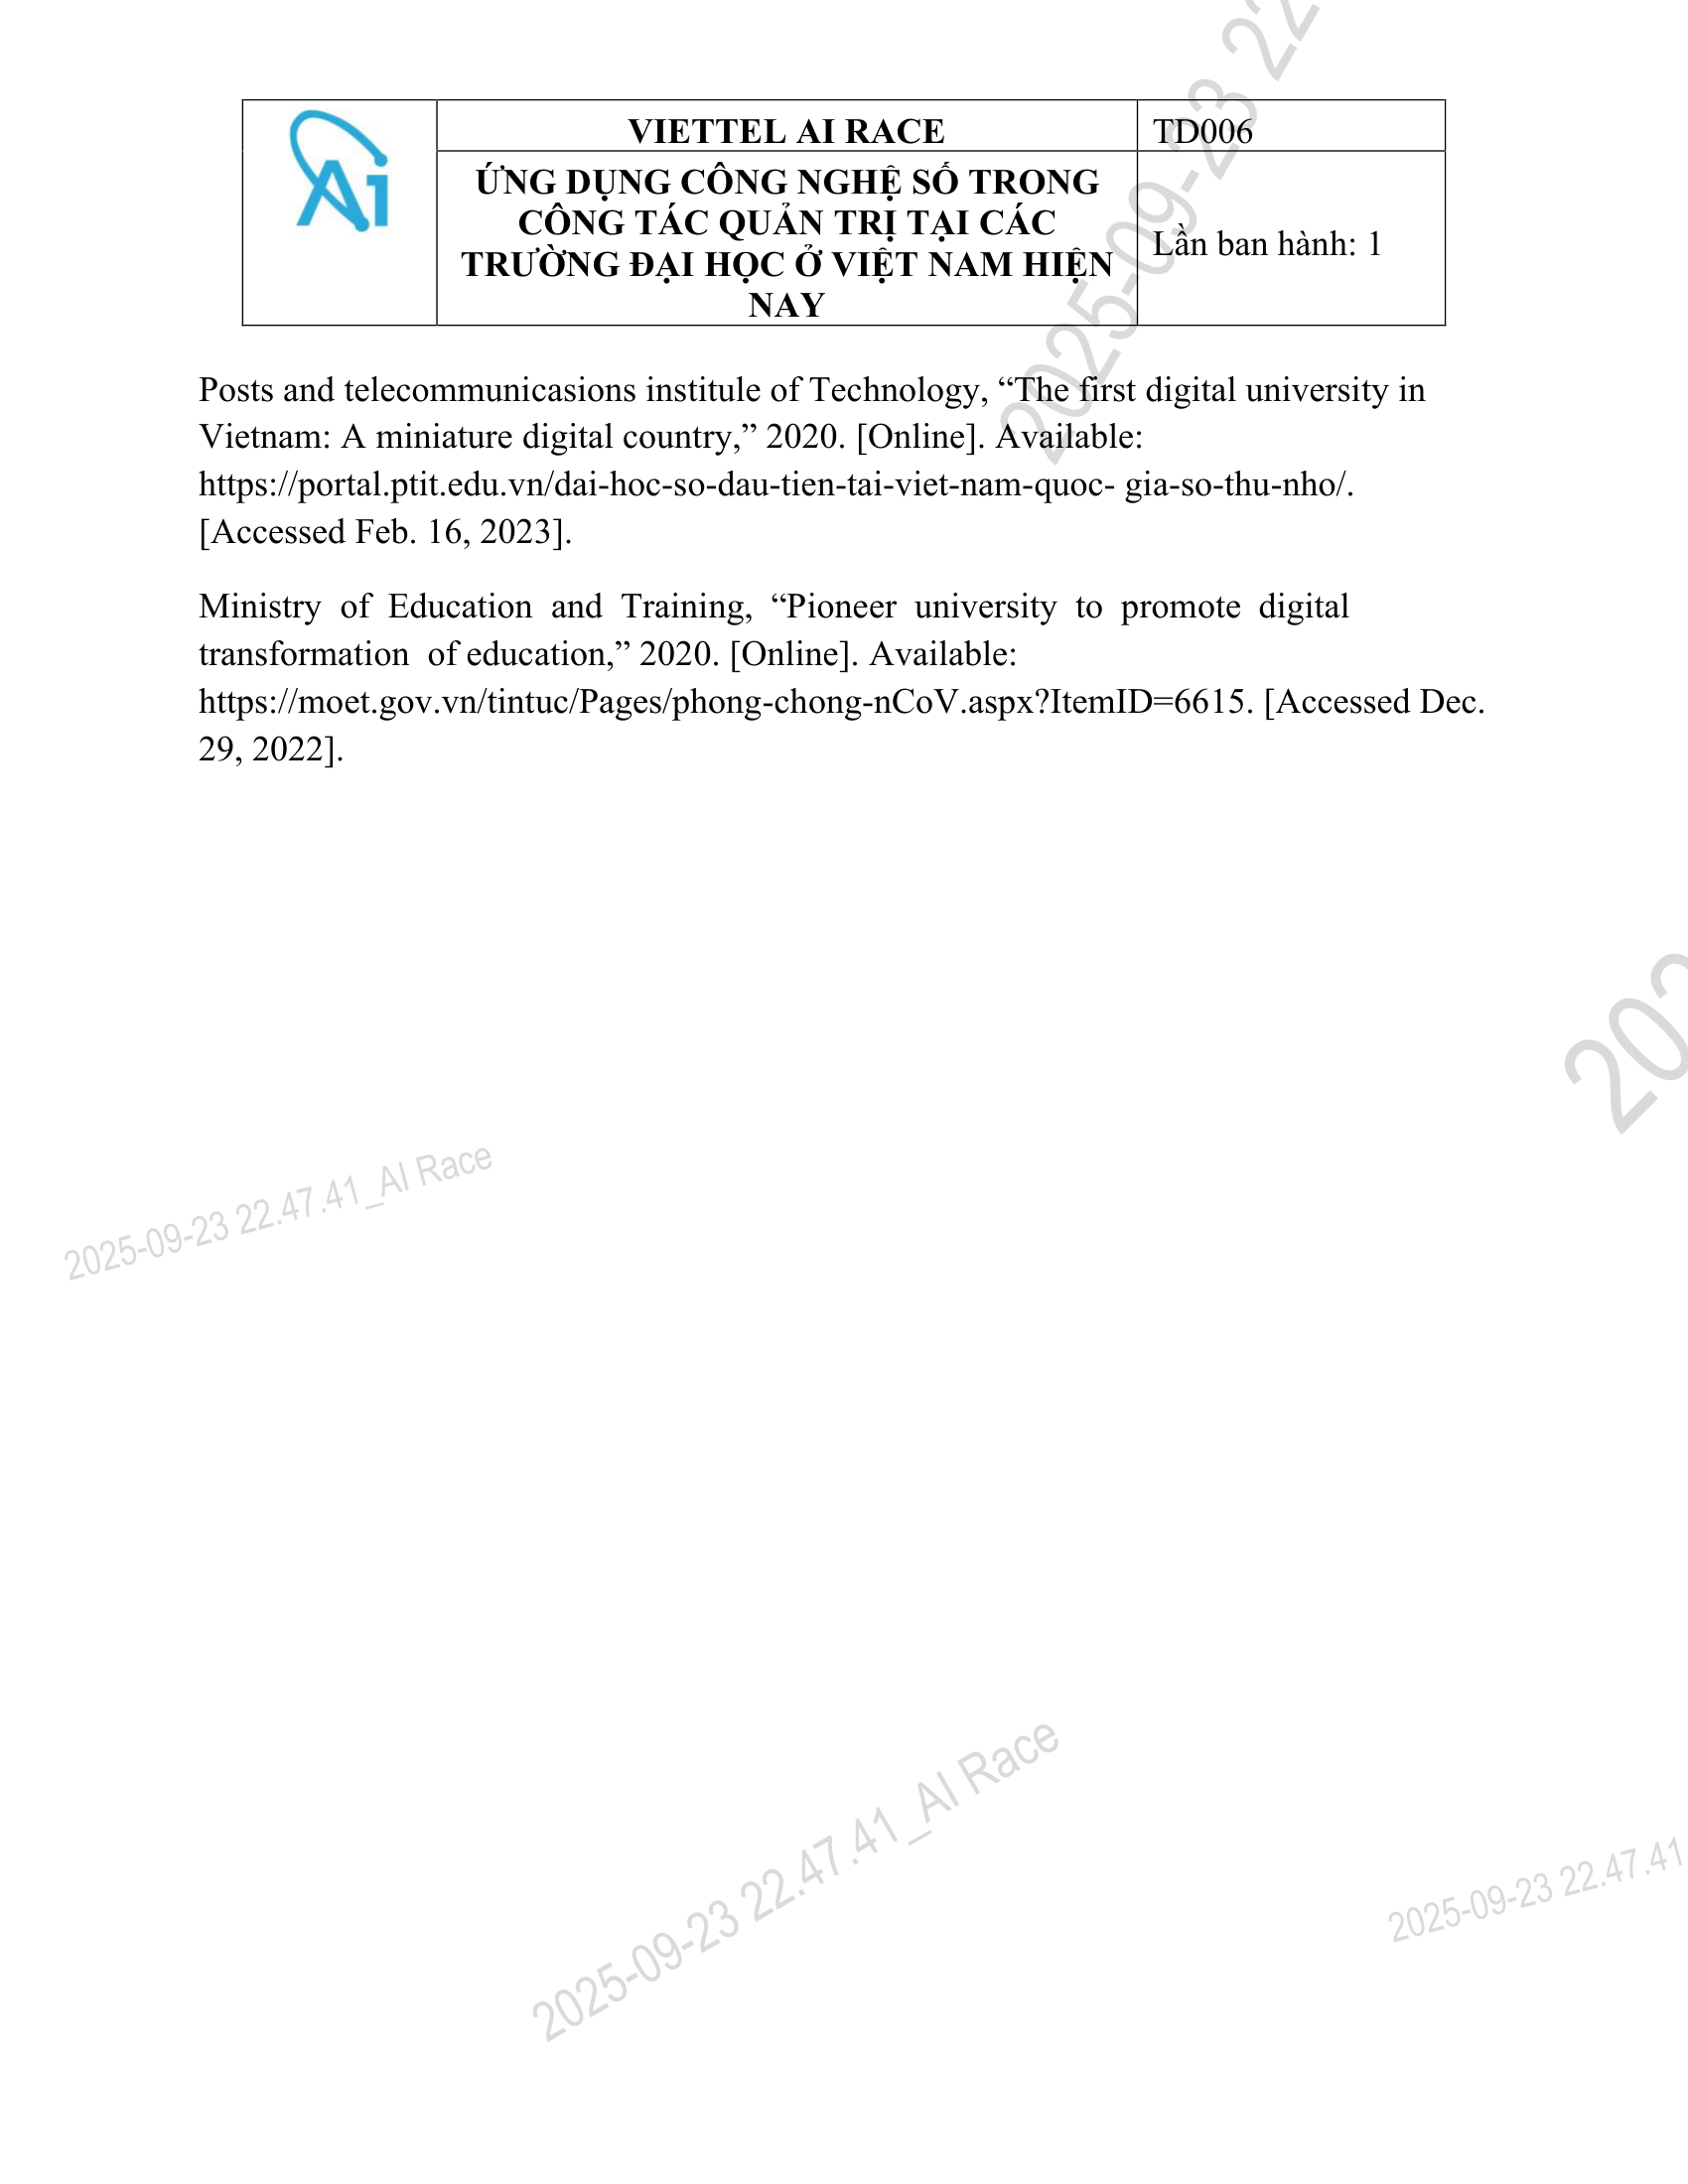 Ai
VIETTEL AI RACE
TD006
ỨNG DỤNG CÔNG NGHỆ SỐ TRONG
CÔNG TÁC QUẢN TRỊ TẠI CÁC
TRƯỜNG ĐẠI HỌC Ở VIỆT NAM HIỆN
NAY
Lần ban hành: 1
Posts and telecommunicasions institule of Technology, “The first digital university in
Vietnam: A miniature digital country,” 2020. [Online]. Available:
https://portal.ptit.edu.vn/dai-hoc-so-dau-tien-tai-viet-nam-quoc- gia-so-thu-nho/.
[Accessed Feb. 16, 2023].
Ministry of Education and Training, “Pioneer university to promote digital
transformation of education,” 2020. [Online]. Available:
https://moet.gov.vn/tintuc/Pages/phong-chong-nCoV.aspx?ItemID=6615. [Accessed Dec.
29, 2022].
2025-09-23 22
202
2025-09-23 22.47.41_AI Race
2025-09-23 22.47.41_AI Race
2025-09-23 22.47.41